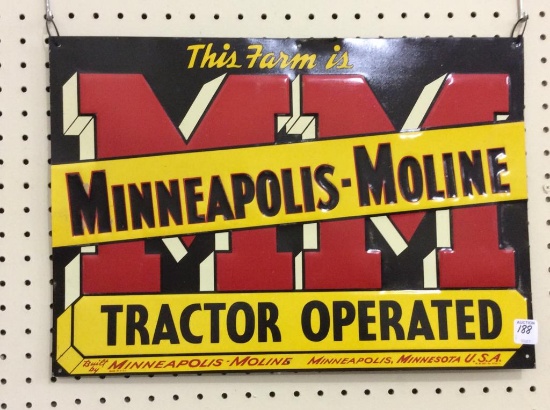 This Farm is
MM
MINNEAPOLIS-MOLINE
TRACTOR OPERATED
Built by MINNEAPOLIS-MOLINE MINNEAPOLIS, MINNESOTA U.S.A.
188